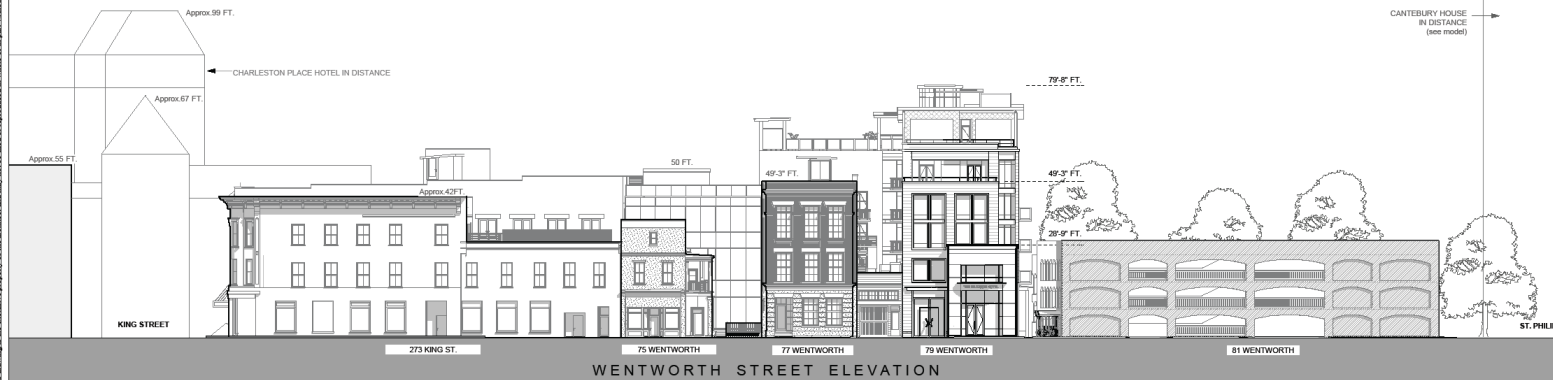 Approx.99 FT.
CANTEBURY HOUSE
IN DISTANCE
(see model)
CHARLESTON PLACE HOTEL IN DISTANCE
79'-8" FT.
Approx.67 FT.
Approx.55 FT.
50 FT.
49'-3" FT.
49'-3" FT.
Approx.42FT.
28'-9" FT.
KING STREET
ST. PHILI
273 KING ST.
75 WENTWORTH
77 WENTWORTH
79 WENTWORTH
81 WENTWORTH
WENTWORTH STREET ELEVATION